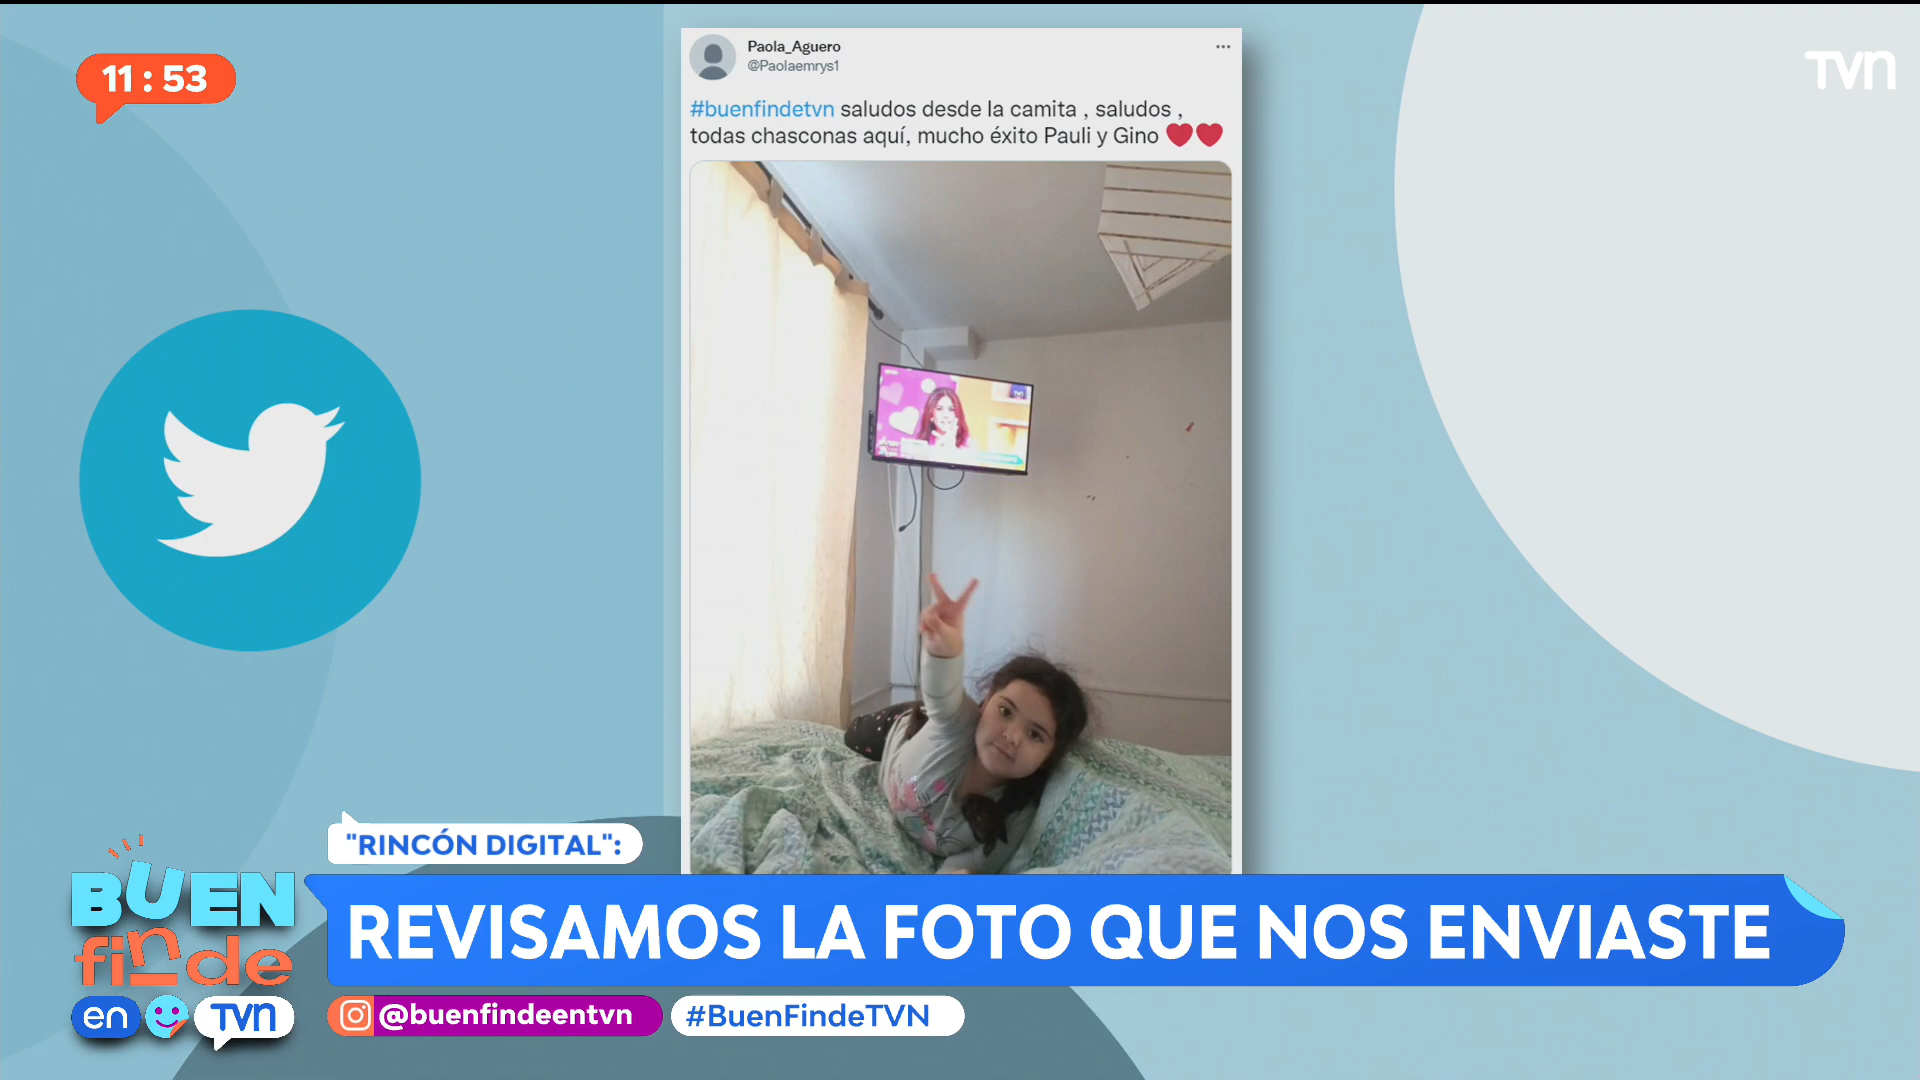 11:53
TVN
Paola_Aguero
@Paolaemrys1
#buenfindetvn saludos desde la camita , saludos ,
todas chasconas aquí, mucho éxito Pauli y Gino ❤❤
"RINCÓN DIGITAL":
REVISAMOS LA FOTO QUE NOS ENVIASTE
BUEN
finde
en TVN
@buenfindeentvn
#BuenFindeTVN